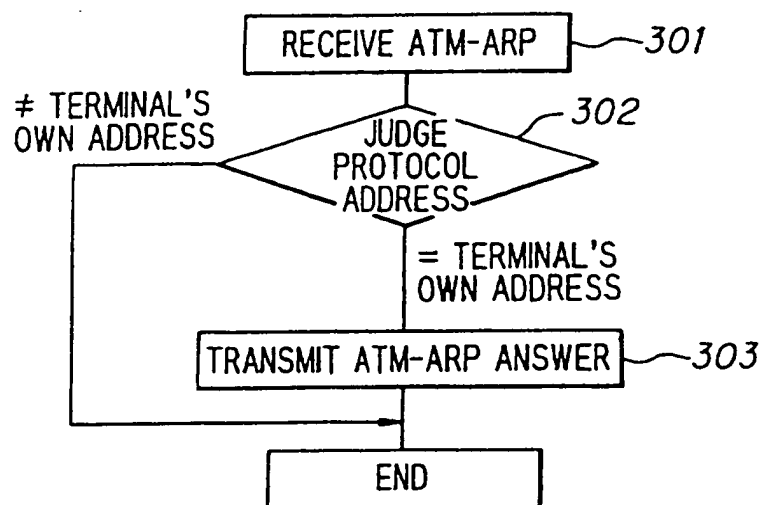 RECEIVE ATM-ARP
301
≠ TERMINAL'S
OWN ADDRESS
302
JUDGE
PROTOCOL
ADDRESS
= TERMINAL'S
OWN ADDRESS
TRANSMIT ATM-ARP ANSWER
303
END